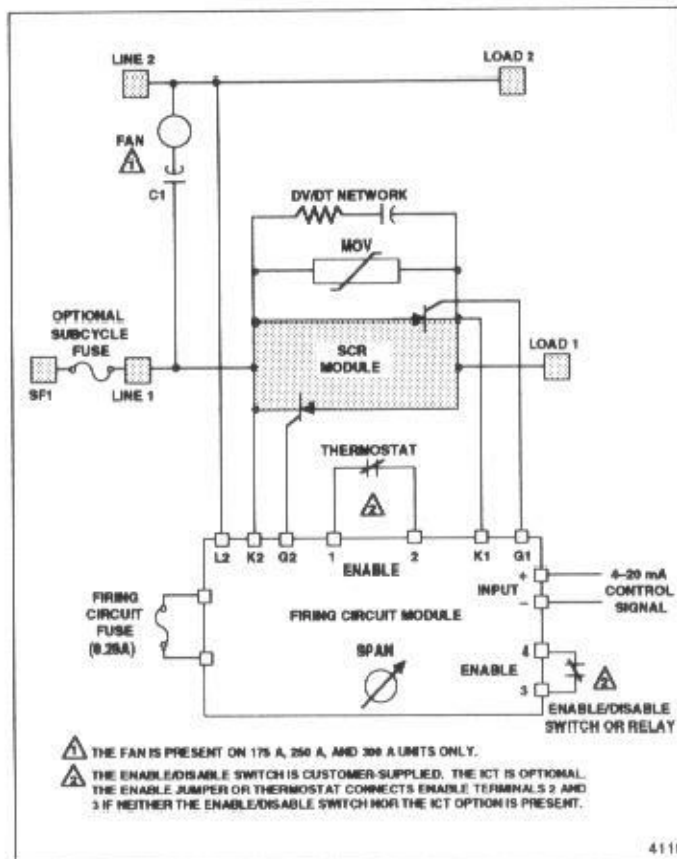 LINE 2
LOAD 2
FAN
1
C1
DV/DT NETWORK
MOV
OPTIONAL
SUBCYCLE
FUSE
SCR
MODULE
LOAD 1
SF1
LINE 1
THERMOSTAT
2
L2
K2
G2
1
2
K1
G1
ENABLE
+
4–20 mA
INPUT
CONTROL
–
SIGNAL
FIRING
CIRCUIT
FUSE
(0.25A)
FIRING CIRCUIT MODULE
SPAN
4
ENABLE
2
3
ENABLE/DISABLE
SWITCH OR RELAY
1 THE FAN IS PRESENT ON 175 A, 250 A, AND 300 A UNITS ONLY.
2 THE ENABLE/DISABLE SWITCH IS CUSTOMER-SUPPLIED. THE ICT IS OPTIONAL.
THE ENABLE JUMPER OR THERMOSTAT CONNECTS ENABLE TERMINALS 2 AND
3 IF NEITHER THE ENABLE/DISABLE SWITCH NOR THE ICT OPTION IS PRESENT.